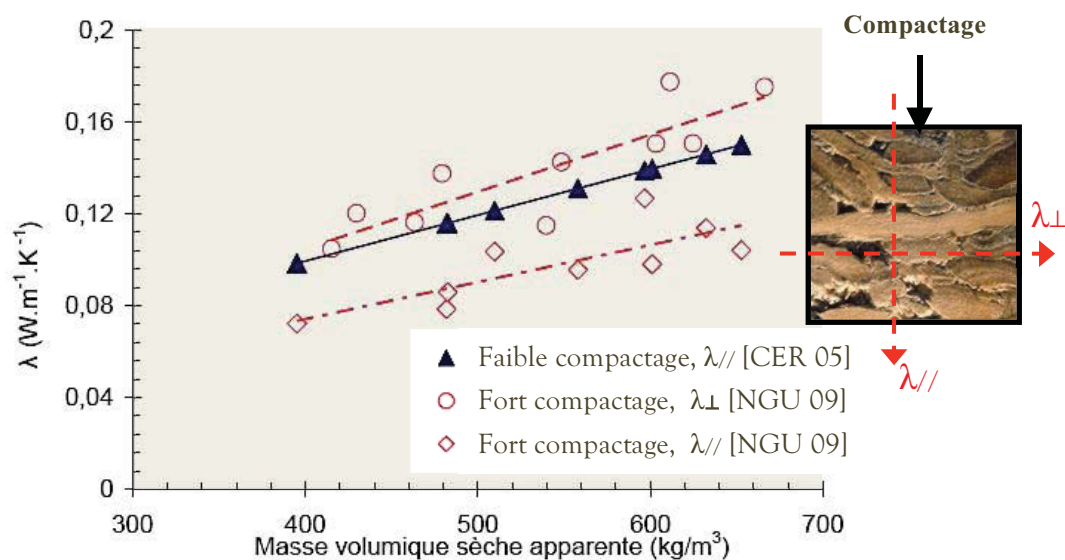 Compactage
0,2
0,16
0,12
0,08
0,04
0
λ (W.m⁻¹.K⁻¹)
300
400
500
600
700
Masse volumique sèche apparente (kg/m³)
Faible compactage, λ// [CER 05]
Fort compactage, λ⊥ [NGU 09]
Fort compactage, λ// [NGU 09]
λ⊥
λ//